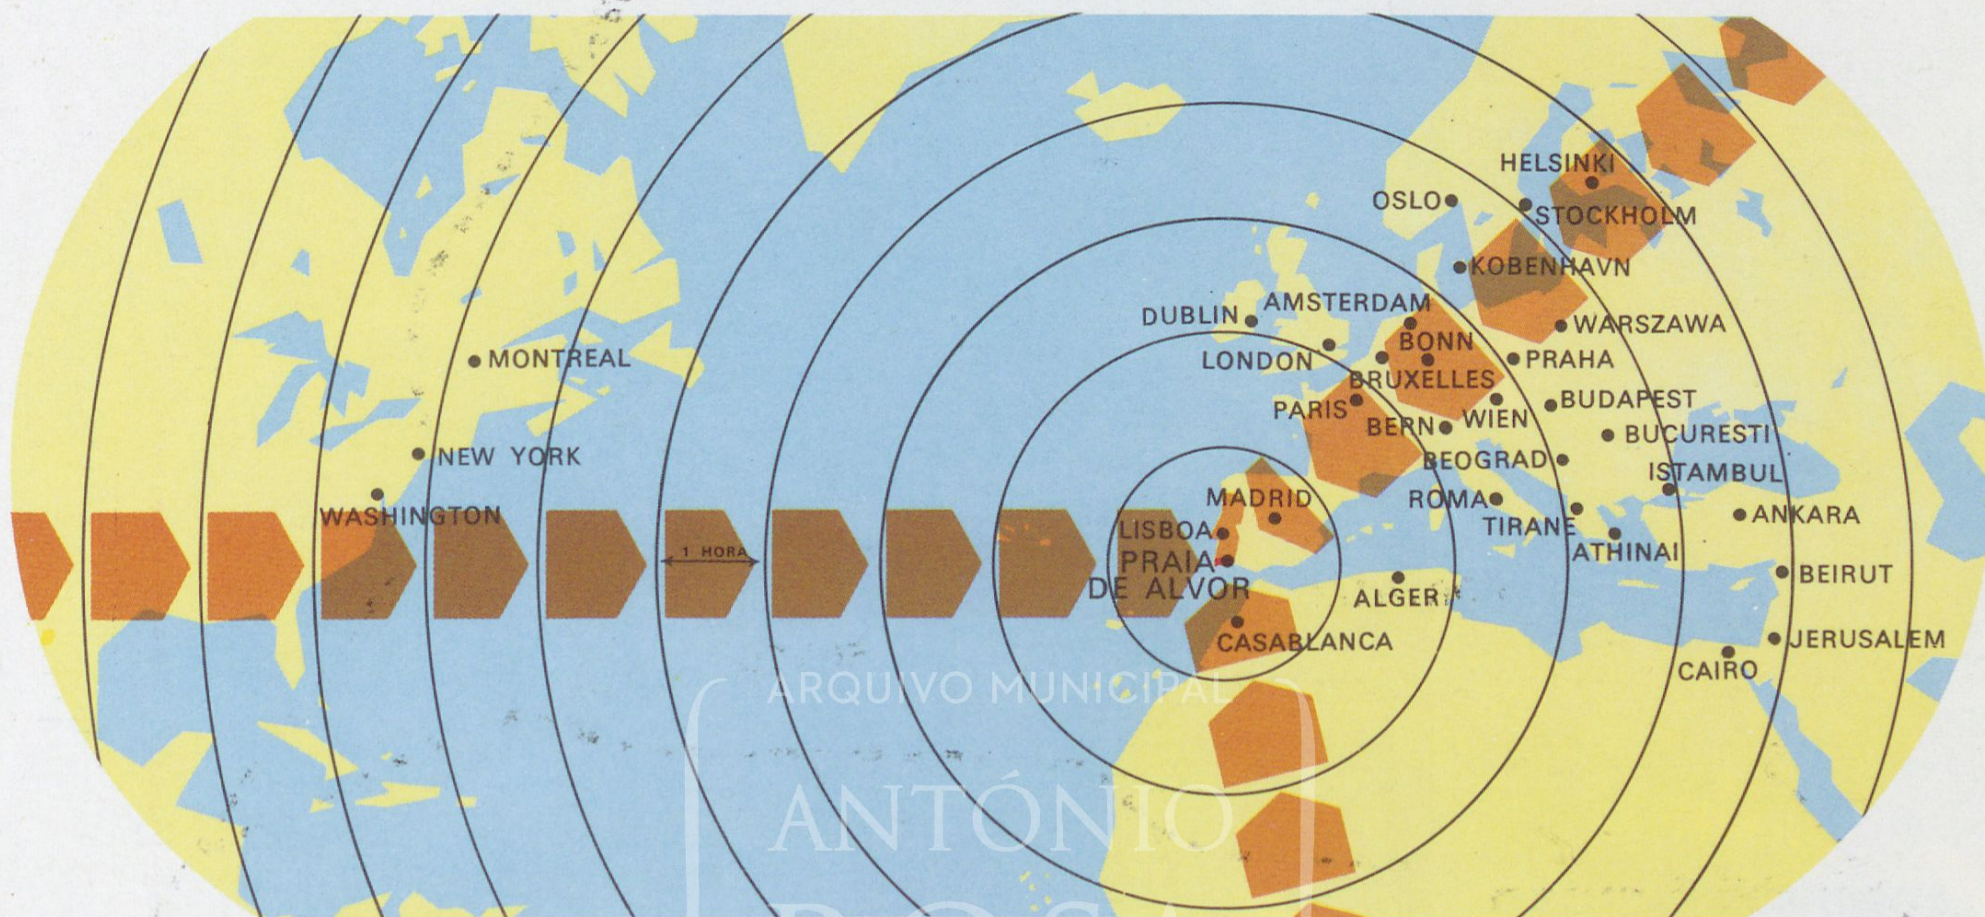 HELSINKI
OSLO
STOCKHOLM
KOBENHAVN
AMSTERDAM
DUBLIN
WARSZAWA
BONN
LONDON
PRAHA
MONTREAL
BRUXELLES
BUDAPEST
PARIS
WIEN
BERN
BUCURESTI
NEW YORK
BEOGRAD
ISTAMBUL
MADRID
ROMA
WASHINGTON
ANKARA
TIRANE
LISBOA
1 HORA
ATHINAI
PRAIA
DE ALVOR
BEIRUT
ALGER
CASABLANCA
JERUSALEM
CAIRO
ARQUIVO MUNICIPAL
ANTÓNIO
ROSA